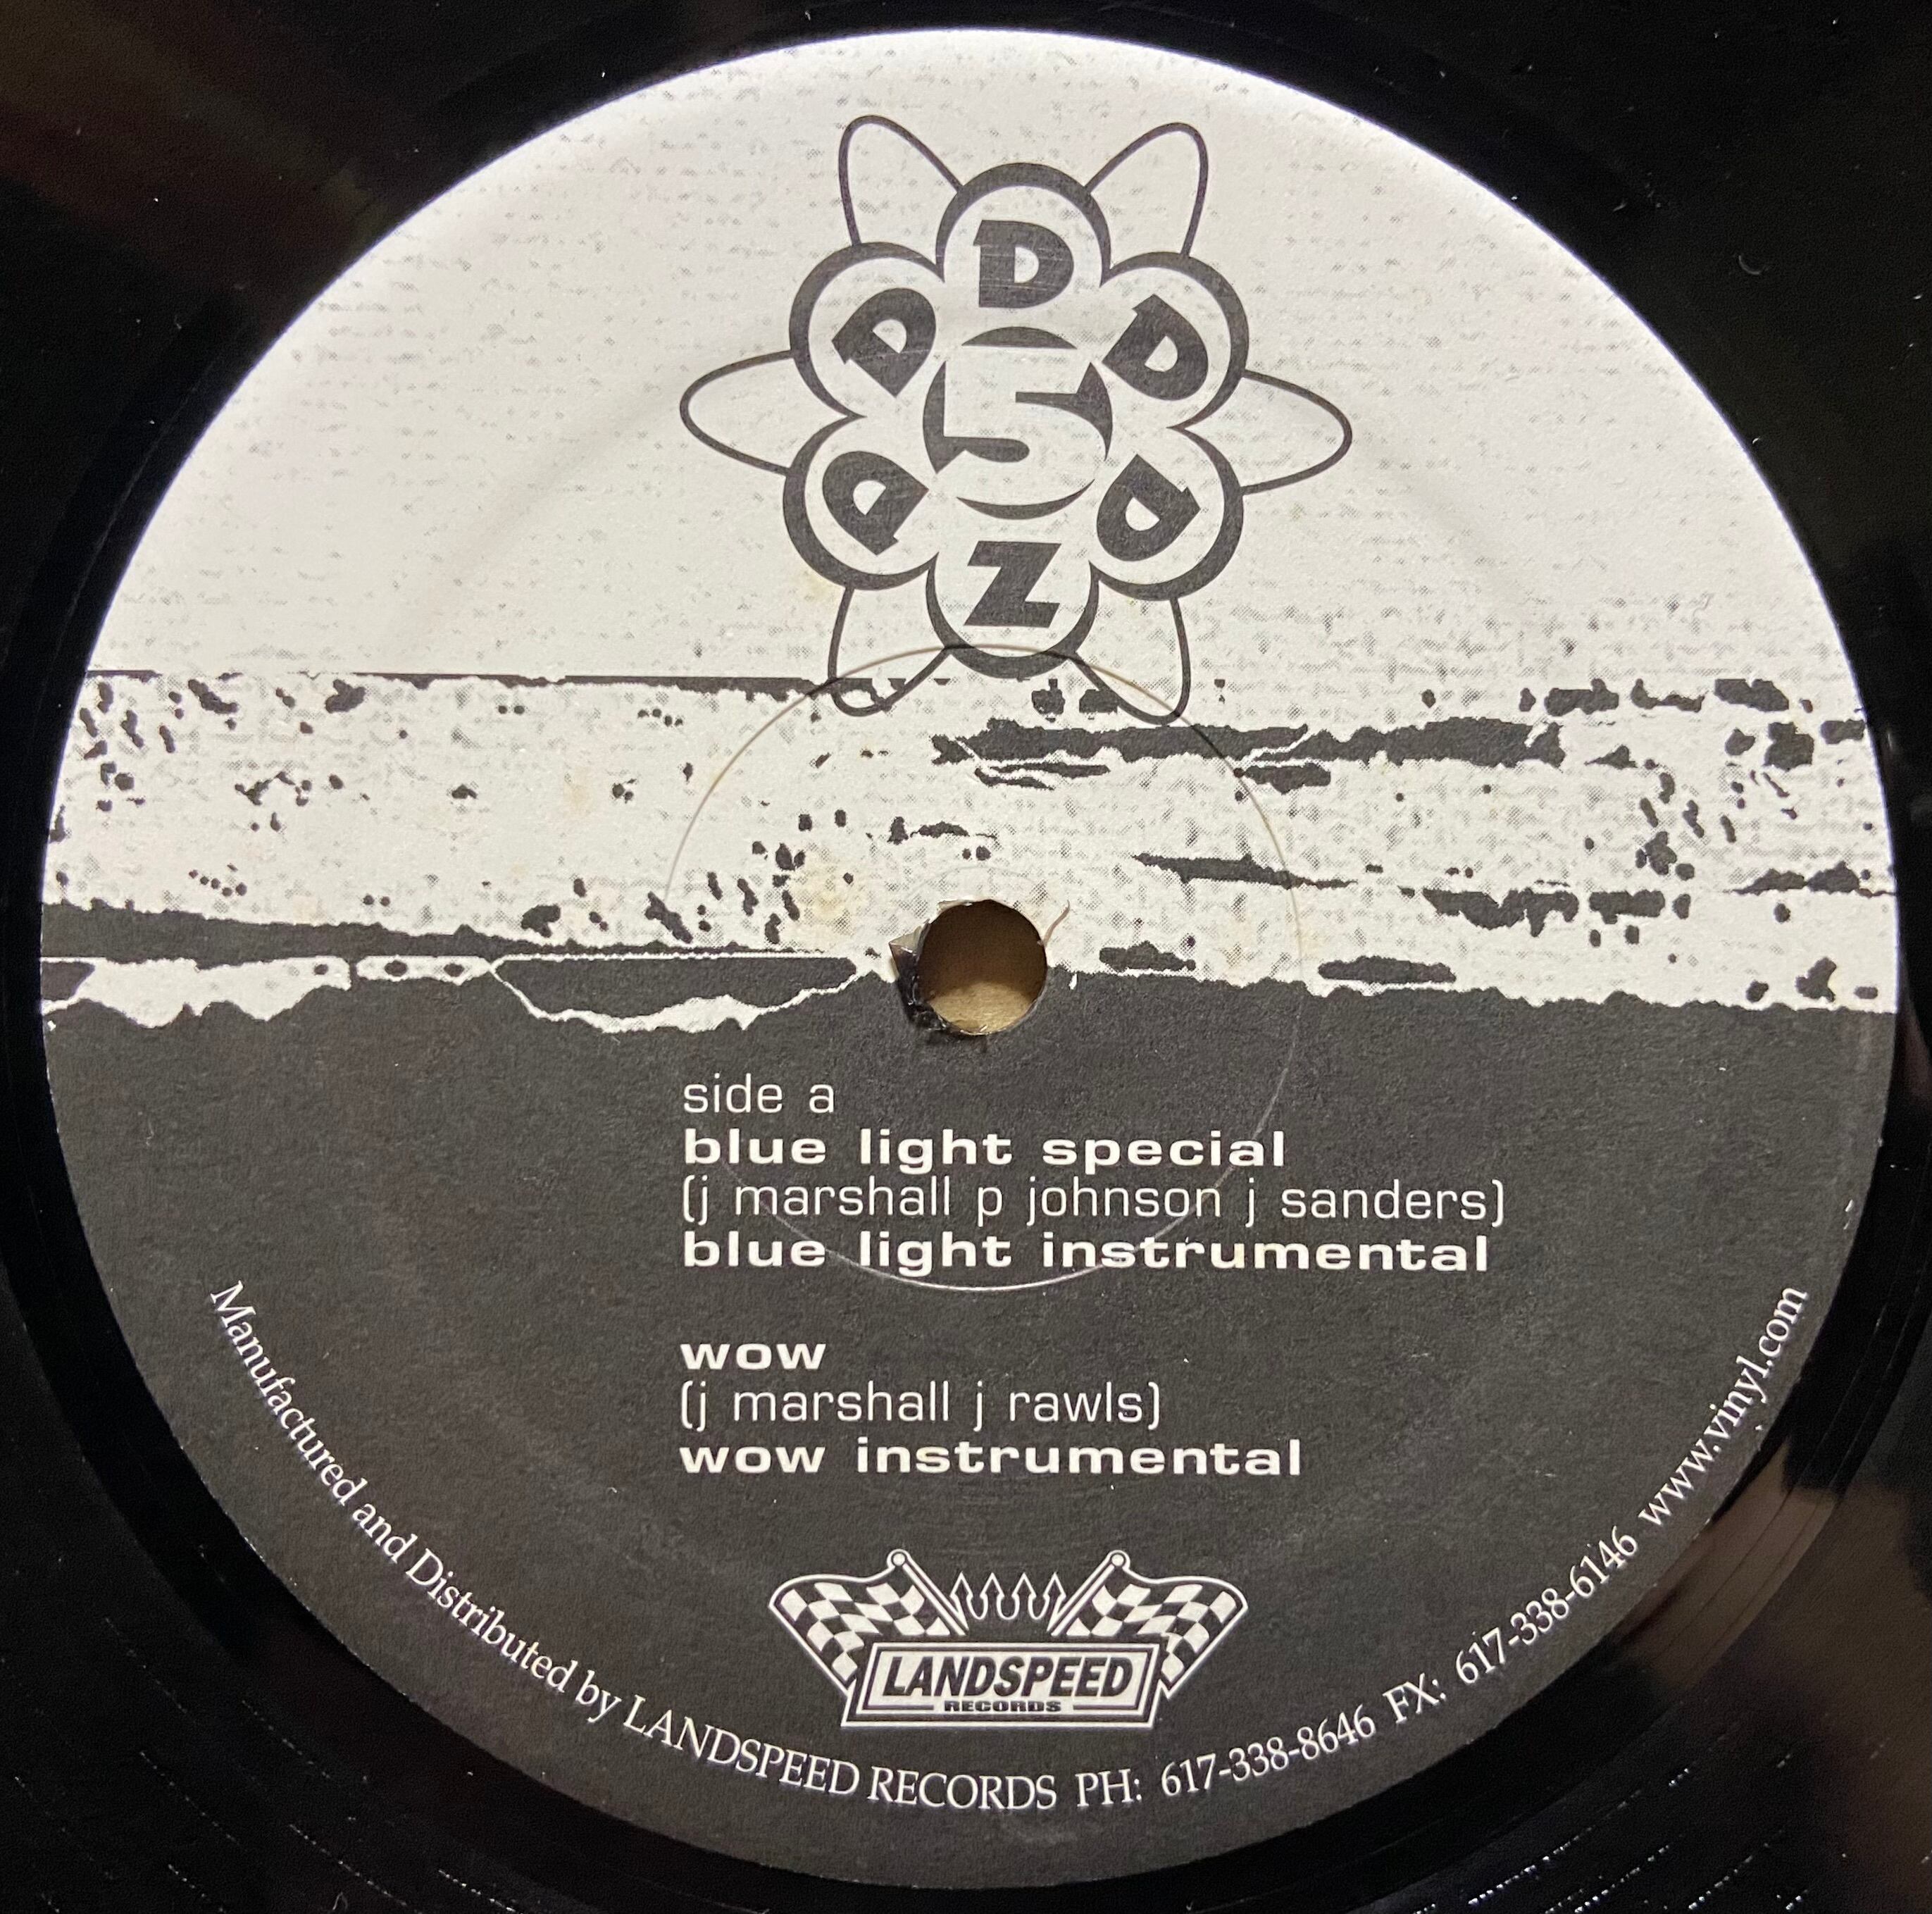 D
D D
5
D D
Z
side a
blue light special
(j marshall p johnson j sanders)
blue light instrumental
wow
(j marshall j rawls)
wow instrumental
LANDSPEED
RECORDS
Manufactured and Distributed by LANDSPEED RECORDS PH: 617-338-8646 FX: 617-338-6146 www.vinyl.com